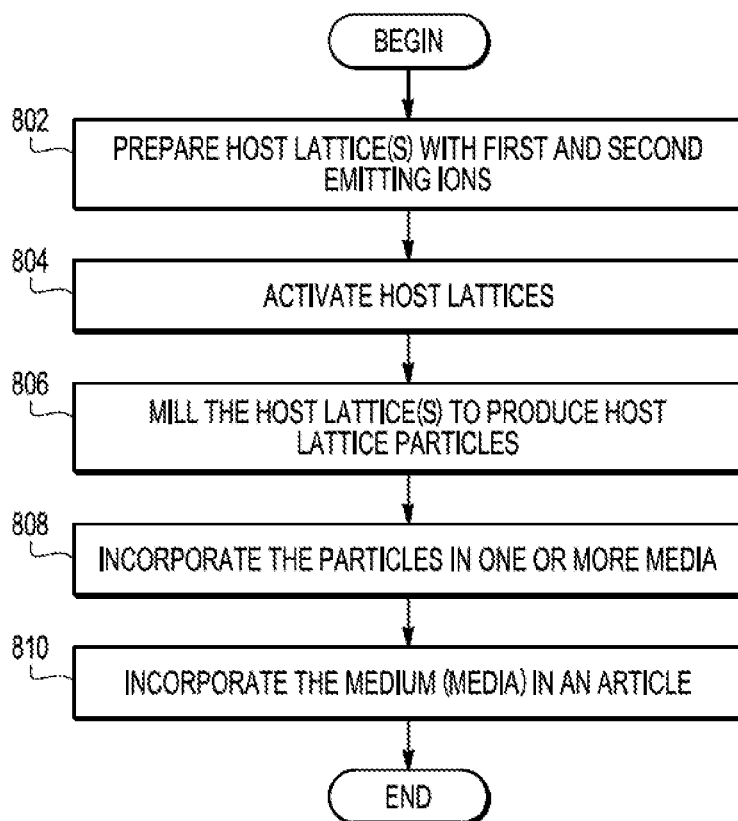 BEGIN
802
PREPARE HOST LATTICE(S) WITH FIRST AND SECOND
EMITTING IONS
804
ACTIVATE HOST LATTICES
806
MILL THE HOST LATTICE(S) TO PRODUCE HOST
LATTICE PARTICLES
808
INCORPORATE THE PARTICLES IN ONE OR MORE MEDIA
810
INCORPORATE THE MEDIUM (MEDIA) IN AN ARTICLE
END